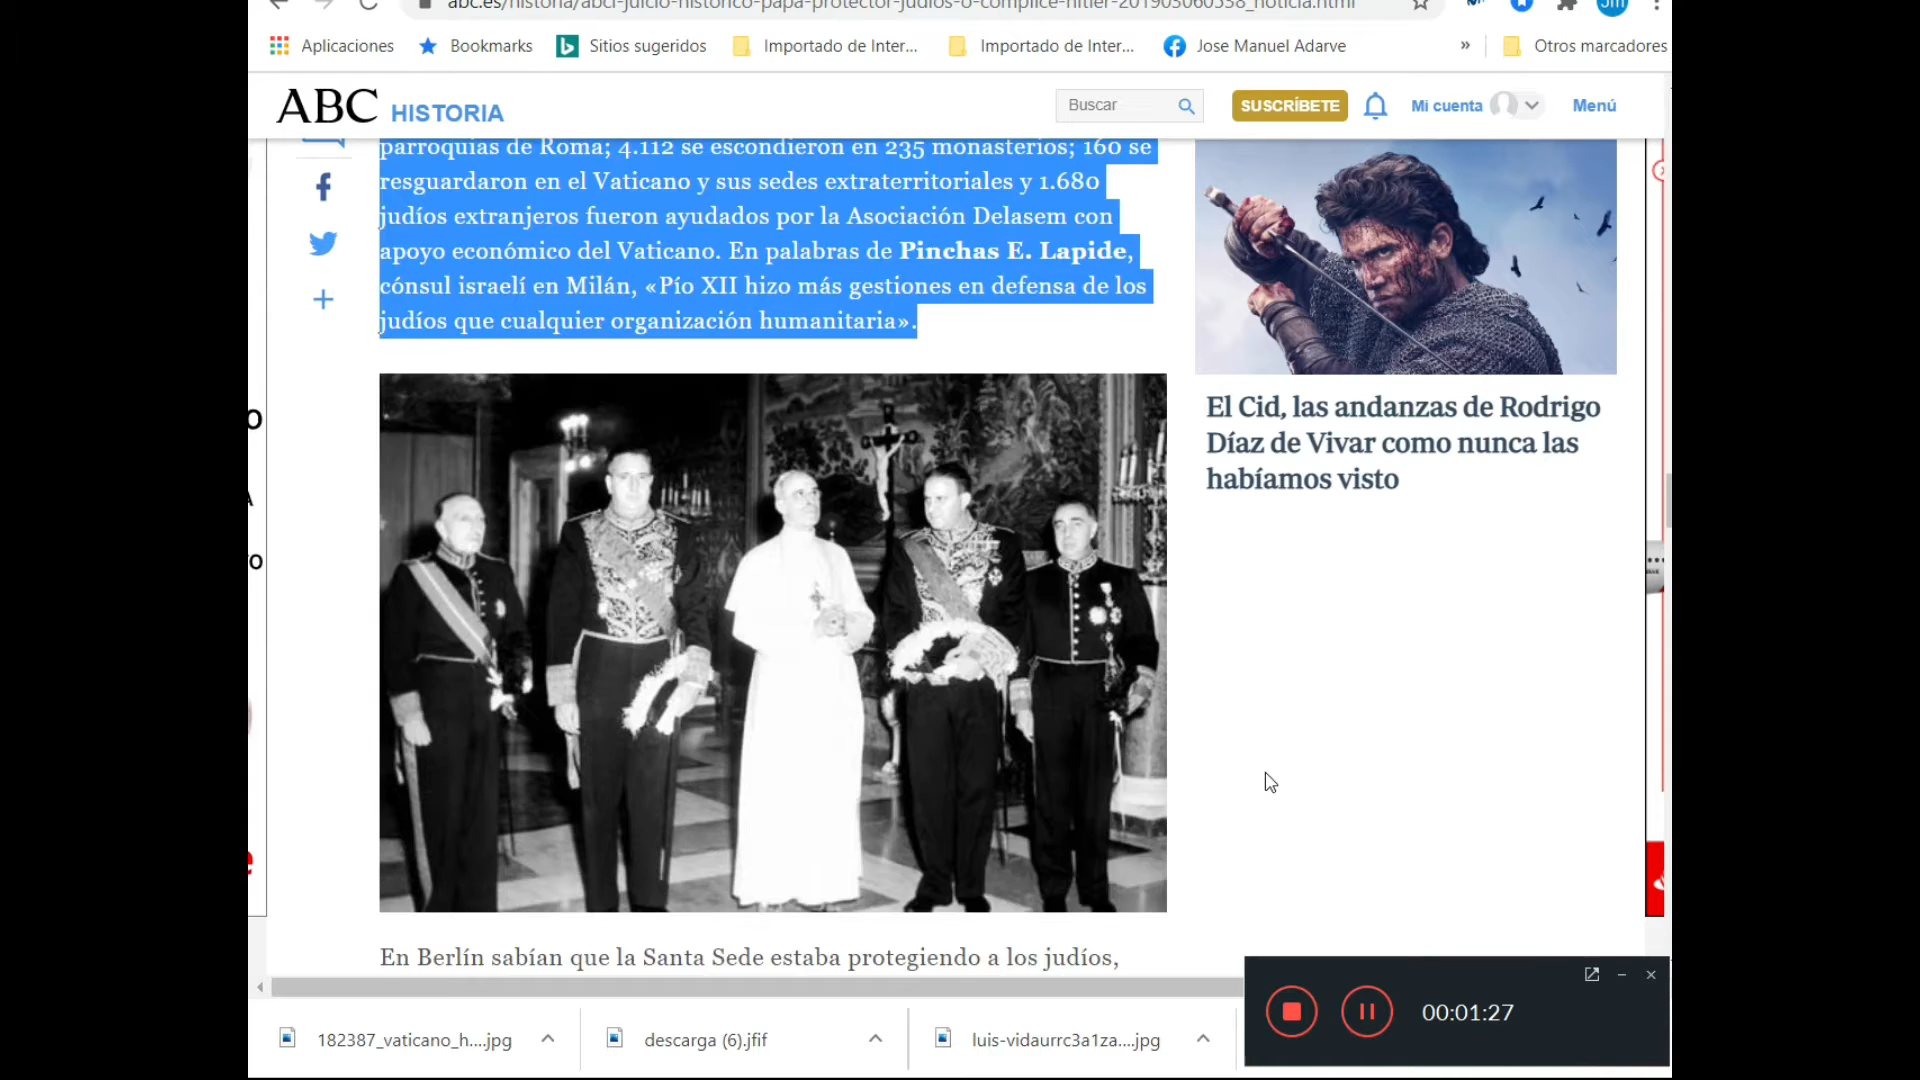 abc.es/historia/abci-juicio-historico-papa-protector-judios-o-complice-hitler-201903060338_noticia.html
Jm
Aplicaciones
Bookmarks
Sitios sugeridos
Importado de Inter...
Importado de Inter...
Jose Manuel Adarve
»
Otros marcadores
ABC HISTORIA
Buscar
SUSCRÍBETE
Mi cuenta
Menú
parroquias de Roma; 4.112 se escondieron en 235 monasterios; 160 se
resguardaron en el Vaticano y sus sedes extraterritoriales y 1.680
judíos extranjeros fueron ayudados por la Asociación Delasem con
apoyo económico del Vaticano. En palabras de Pinchas E. Lapide,
cónsul israelí en Milán, «Pío XII hizo más gestiones en defensa de los
judíos que cualquier organización humanitaria».
El Cid, las andanzas de Rodrigo
Díaz de Vivar como nunca las
habíamos visto
En Berlín sabían que la Santa Sede estaba protegiendo a los judíos,
182387_vaticano_h....jpg
descarga (6).jfif
luis-vidaurrc3a1za....jpg
00:01:27